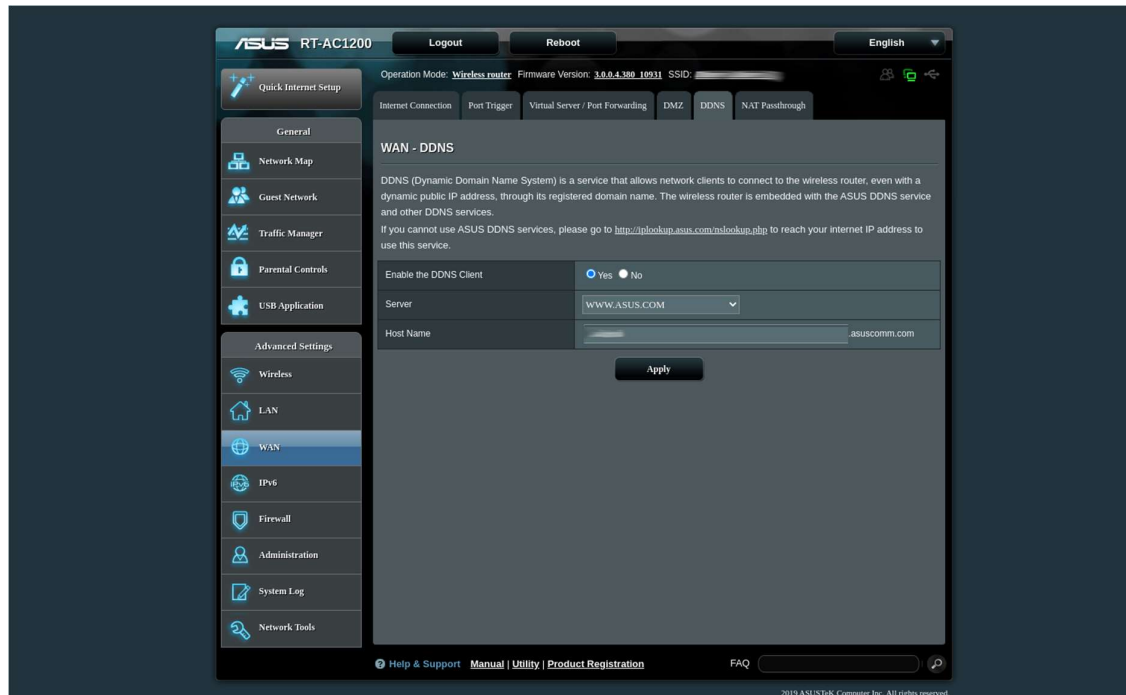 ASUS RT-AC1200 Logout Reboot English
Quick Internet Setup
General
Network Map
Guest Network
Traffic Manager
Parental Controls
USB Application
Advanced Settings
Wireless
LAN
WAN
IPv6
Firewall
Administration
System Log
Network Tools
Operation Mode: Wireless router Firmware Version: 3.0.0.4.380_10931 SSID:
Internet Connection Port Trigger Virtual Server / Port Forwarding DMZ DDNS NAT Passthrough
WAN - DDNS
DDNS (Dynamic Domain Name System) is a service that allows network clients to connect to the wireless router, even with a
dynamic public IP address, through its registered domain name. The wireless router is embedded with the ASUS DDNS service
and other DDNS services.
If you cannot use ASUS DDNS services, please go to http://iplookup.asus.com/nslookup.php to reach your internet IP address to
use this service.
Enable the DDNS Client Yes No
Server WWW.ASUS.COM
Host Name .asuscomm.com
Apply
Help & Support Manual | Utility | Product Registration FAQ
2019 ASUSTeK Computer Inc. All rights reserved.